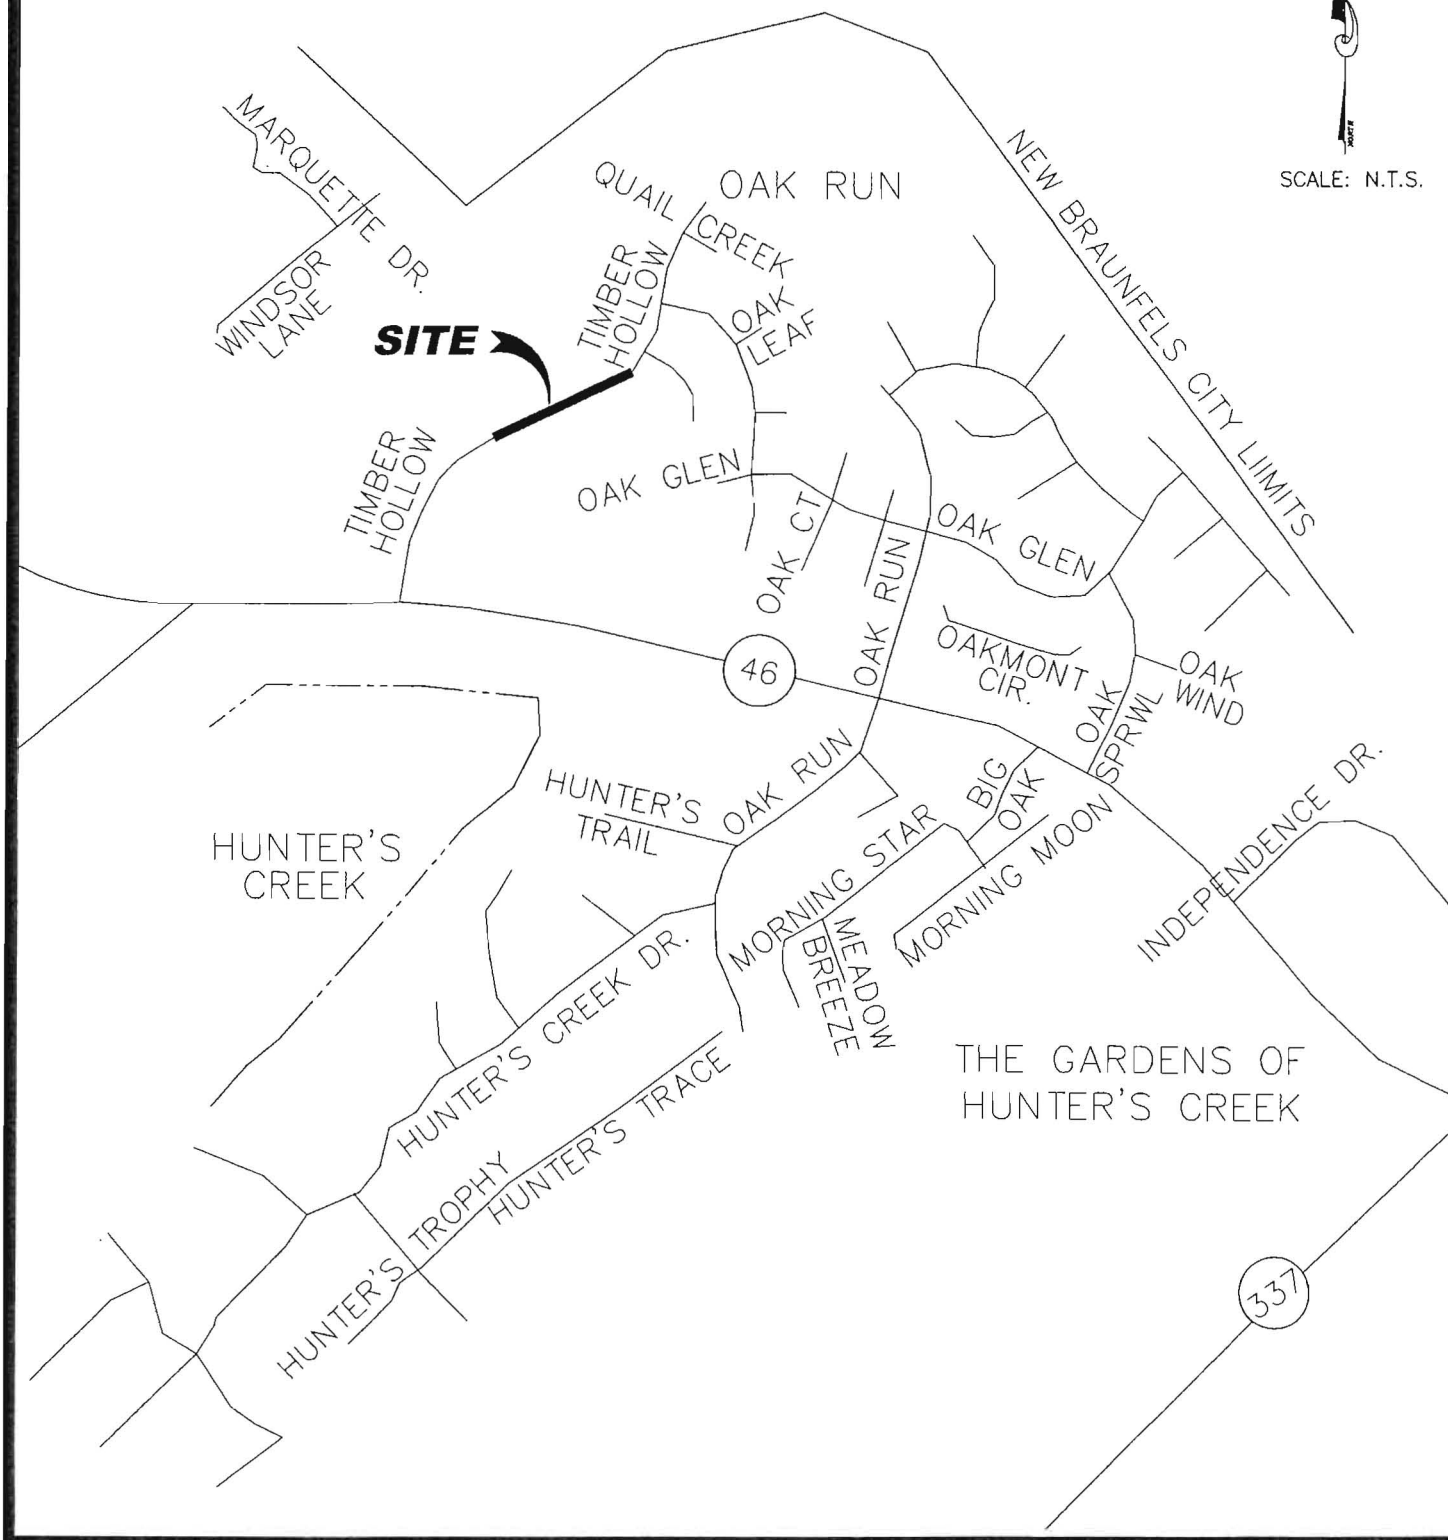 NORTH
SCALE: N.T.S.
MARQUETTE DR.
WINDSOR
LANE
QUAIL
CREEK
OAK RUN
NEW BRAUNFELS CITY LIIMITS
TIMBER
HOLLOW
OAK
LEAF
SITE
TIMBER
HOLLOW
OAK GLEN
OAK CT
OAK RUN
OAK GLEN
46
OAKMONT
CIR.
OAK
WIND
OAK
SPRWL
HUNTER'S
TRAIL
OAK RUN
BIG
OAK
INDEPENDENCE DR.
HUNTER'S
CREEK
MORNING STAR
MORNING MOON
MEADOW
BREEZE
HUNTER'S CREEK DR.
THE GARDENS OF
HUNTER'S CREEK
HUNTER'S TRACE
HUNTER'S TROPHY
337